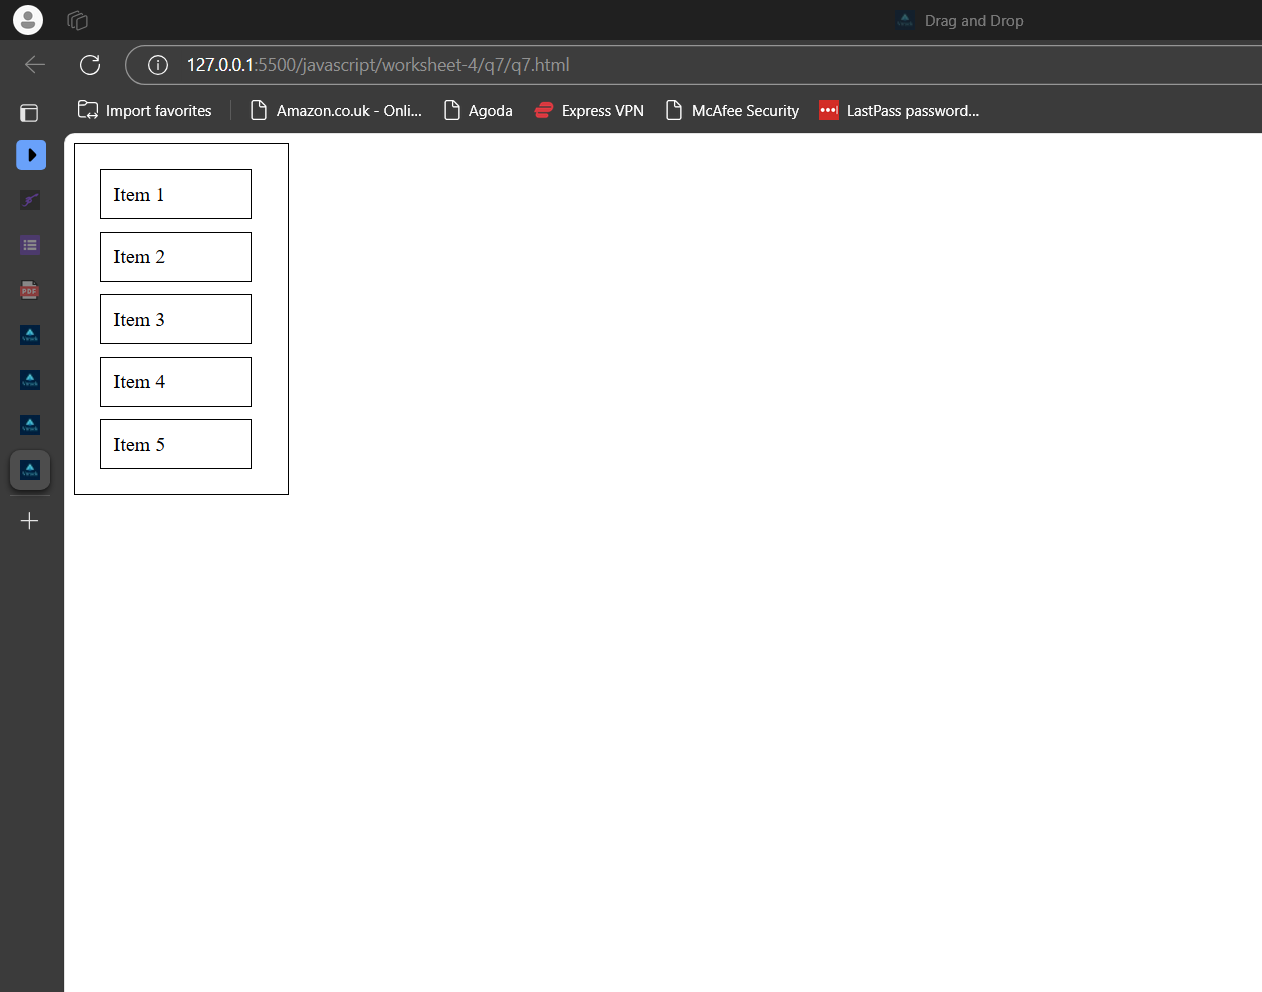 Drag and Drop
127.0.0.1:5500/javascript/worksheet-4/q7/q7.html
Import favorites
Amazon.co.uk - Onli...
Agoda
Express VPN
McAfee Security
LastPass password...
Item 1
Item 2
Item 3
Item 4
Item 5
PDF